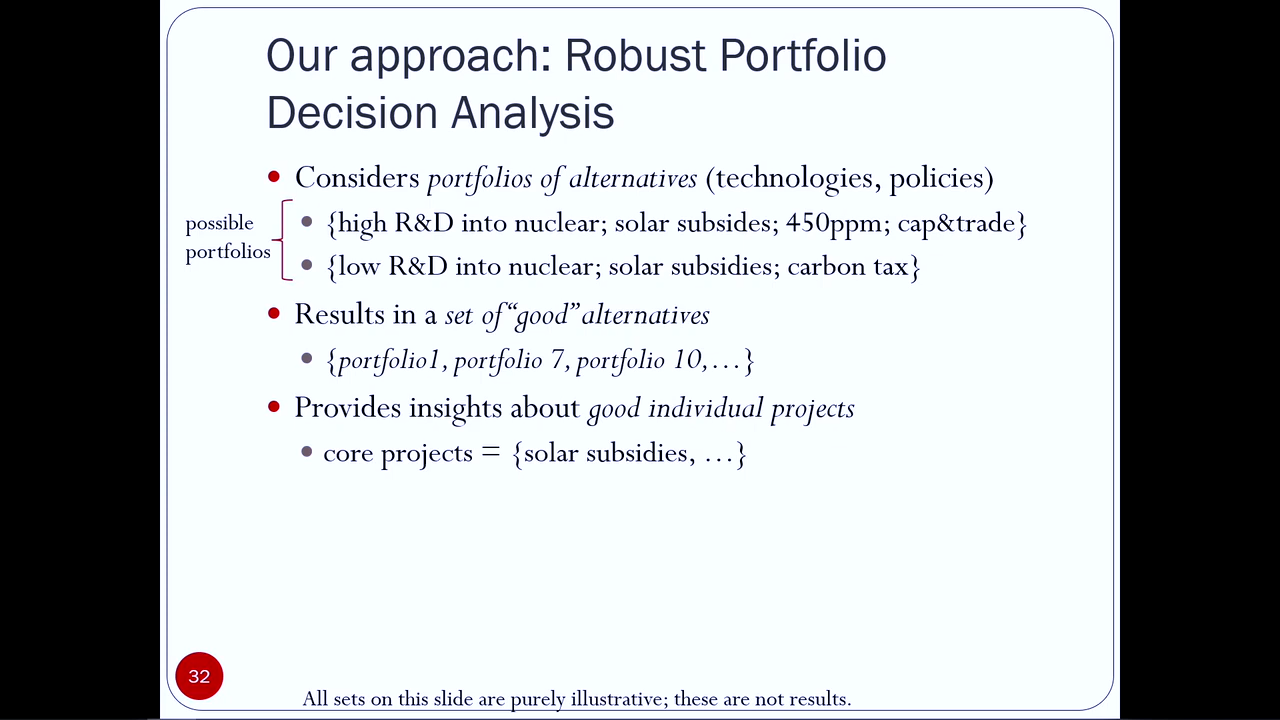 Our approach: Robust Portfolio
Decision Analysis
• Considers portfolios of alternatives (technologies, policies)
possible
portfolios
• {high R&D into nuclear; solar subsides; 450ppm; cap&trade}
• {low R&D into nuclear; solar subsidies; carbon tax}
• Results in a set of “good” alternatives
• {portfolio1, portfolio 7, portfolio 10,…}
• Provides insights about good individual projects
• core projects = {solar subsidies, …}
32
All sets on this slide are purely illustrative; these are not results.